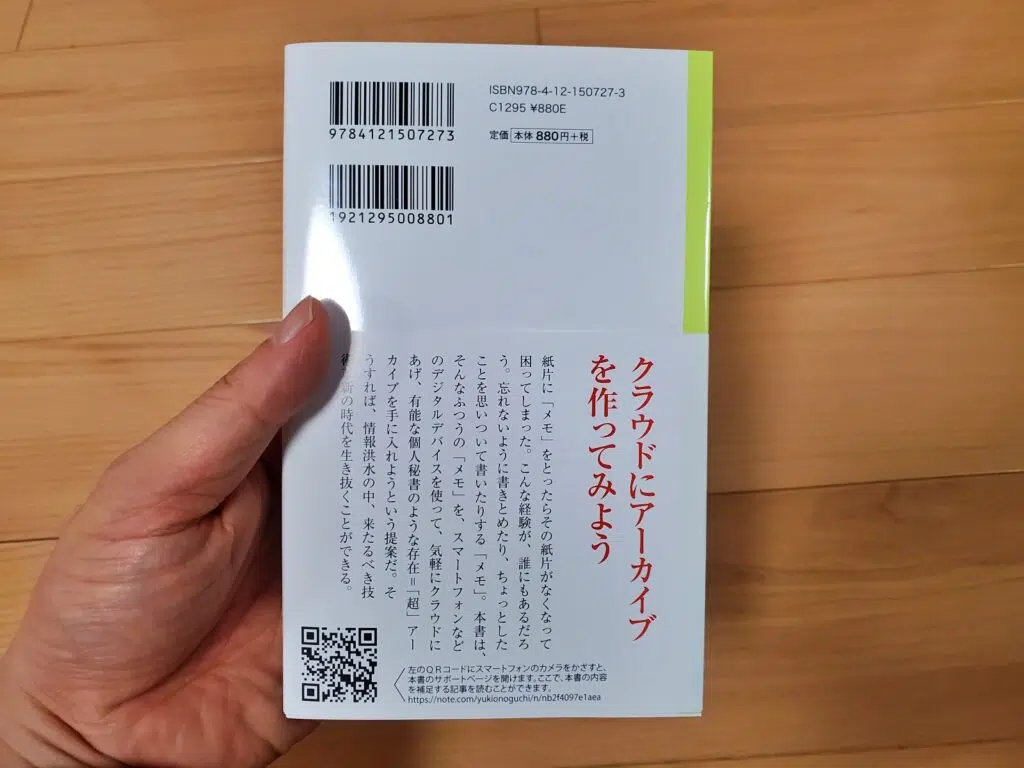 ISBN978-4-12-150727-3
C1295 ¥880E
定価 本体880円+税
9784121507273
1921295008801
クラウドにアーカイブ
を作ってみよう
紙片に「メモ」をとったらその紙片がなくなって
困ってしまった。こんな経験が、誰にもあるだろ
う。忘れないように書きとめたり、ちょっとした
ことを思いついて書いたりする「メモ」。本書は、
そんなふつうの「メモ」を、スマートフォンなど
のデジタルデバイスを使って、気軽にクラウドに
あげ、有能な個人秘書のような存在=「超」アー
カイブを手に入れようという提案だ。そ
うすれば、情報洪水の中、来たるべき技
術革新の時代を生き抜くことができる。
左のQRコードにスマートフォンのカメラをかざすと、
本書のサポートページを開けます。ここで、本書の内容
を補足する記事を読むことができます。
https://note.com/yukionoguchi/n/nb2f4097e1aea